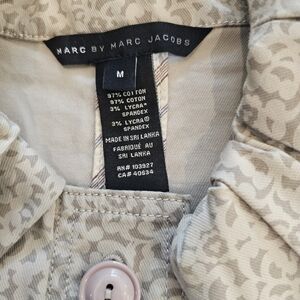 MARC BY MARC JACOBS
M
97% COTTON
97% COTON
3% LYCRA®
SPANDEX
3% LYCRA®
SPANDEX
MADE IN SRI LANKA
FABRIQUÉ AU
SRI LANKA
RN# 103927
CA# 40634